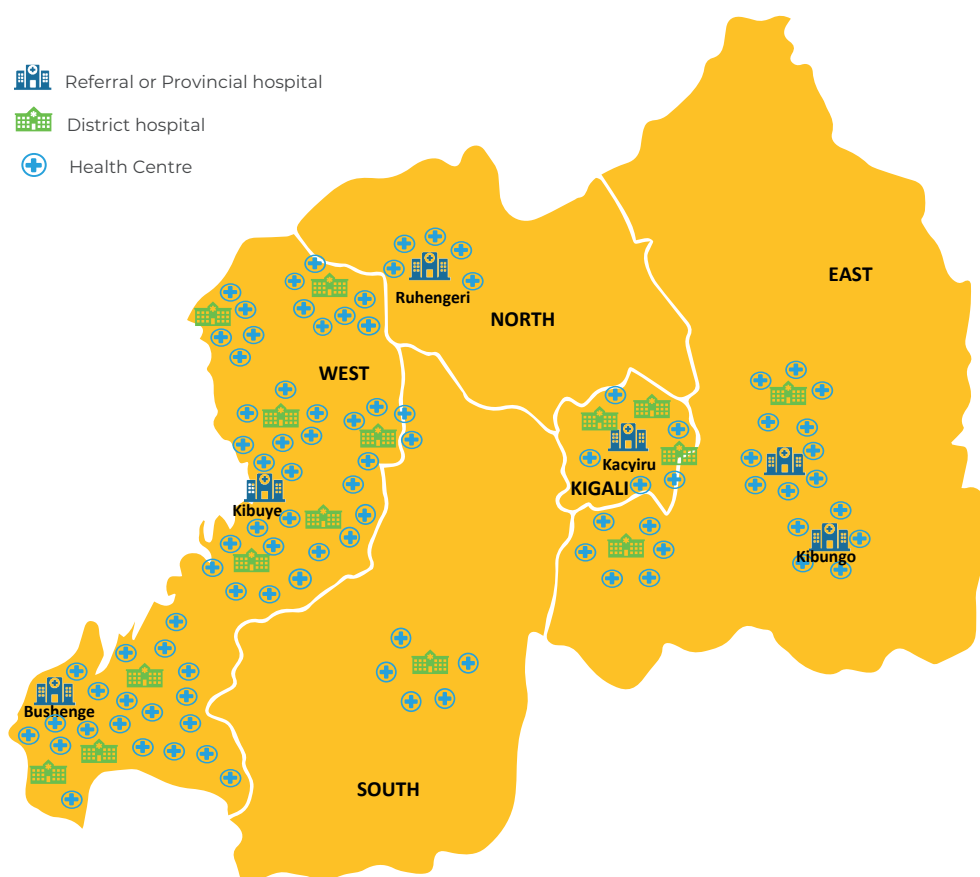 Referral or Provincial hospital
District hospital
Health Centre
EAST
Ruhengeri
NORTH
WEST
Kacyiru
KIGALI
Kibuye
Kibungo
Bushenge
SOUTH